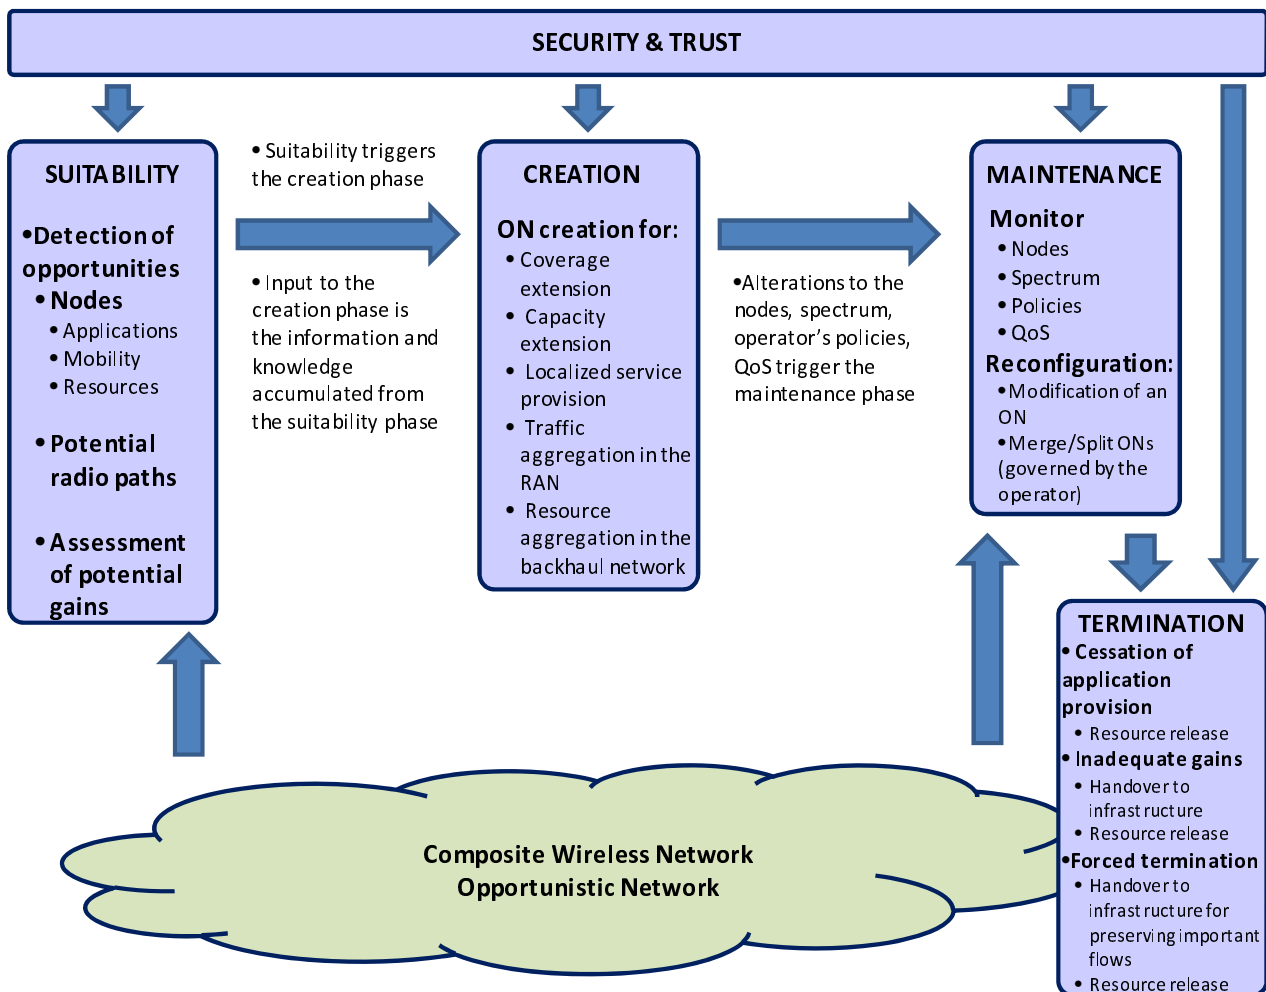 SECURITY & TRUST
SUITABILITY
•Detection of
opportunities
• Nodes
• Applications
• Mobility
• Resources
• Potential
radio paths
• Assessment
of potential
gains
• Suitability triggers
the creation phase
• Input to the
creation phase is
the information and
knowledge
accumulated from
the suitability phase
CREATION
ON creation for:
• Coverage
extension
• Capacity
extension
• Localized service
provision
• Traffic
aggregation in the
RAN
• Resource
aggregation in the
backhaul network
•Alterations to the
nodes, spectrum,
operator's policies,
QoS trigger the
maintenance phase
MAINTENANCE
Monitor
• Nodes
• Spectrum
• Policies
• QoS
Reconfiguration:
•Modification of an
ON
•Merge/Split ONs
(governed by the
operator)
TERMINATION
• Cessation of
application
provision
• Resource release
• Inadequate gains
• Handover to
infrastructure
• Resource release
•Forced termination
• Handover to
infrastructure for
preserving important
flows
• Resource release
Composite Wireless Network
Opportunistic Network